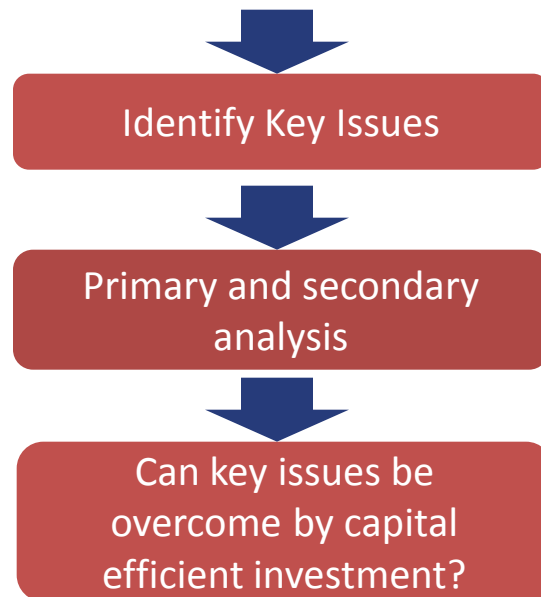 Identify Key Issues
Primary and secondary
analysis
Can key issues be
overcome by capital
efficient investment?